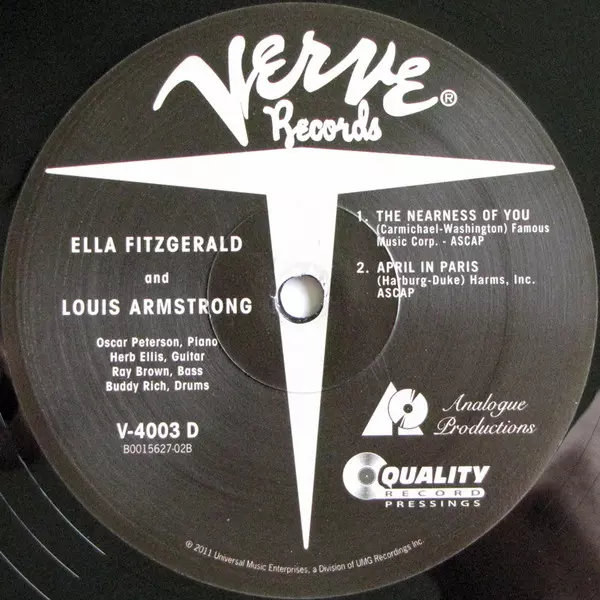 VERVE®
Records
ELLA FITZGERALD
and
LOUIS ARMSTRONG
Oscar Peterson, Piano
Herb Ellis, Guitar
Ray Brown, Bass
Buddy Rich, Drums
V-4003 D
B0015627-02B
1. THE NEARNESS OF YOU
(Carmichael-Washington) Famous
Music Corp. - ASCAP
2. APRIL IN PARIS
(Harburg-Duke) Harms, Inc.
ASCAP
AP
Analogue
Productions
QUALITY
RECORD
PRESSINGS
℗ 2011 Universal Music Enterprises, a Division of UMG Recordings Inc.